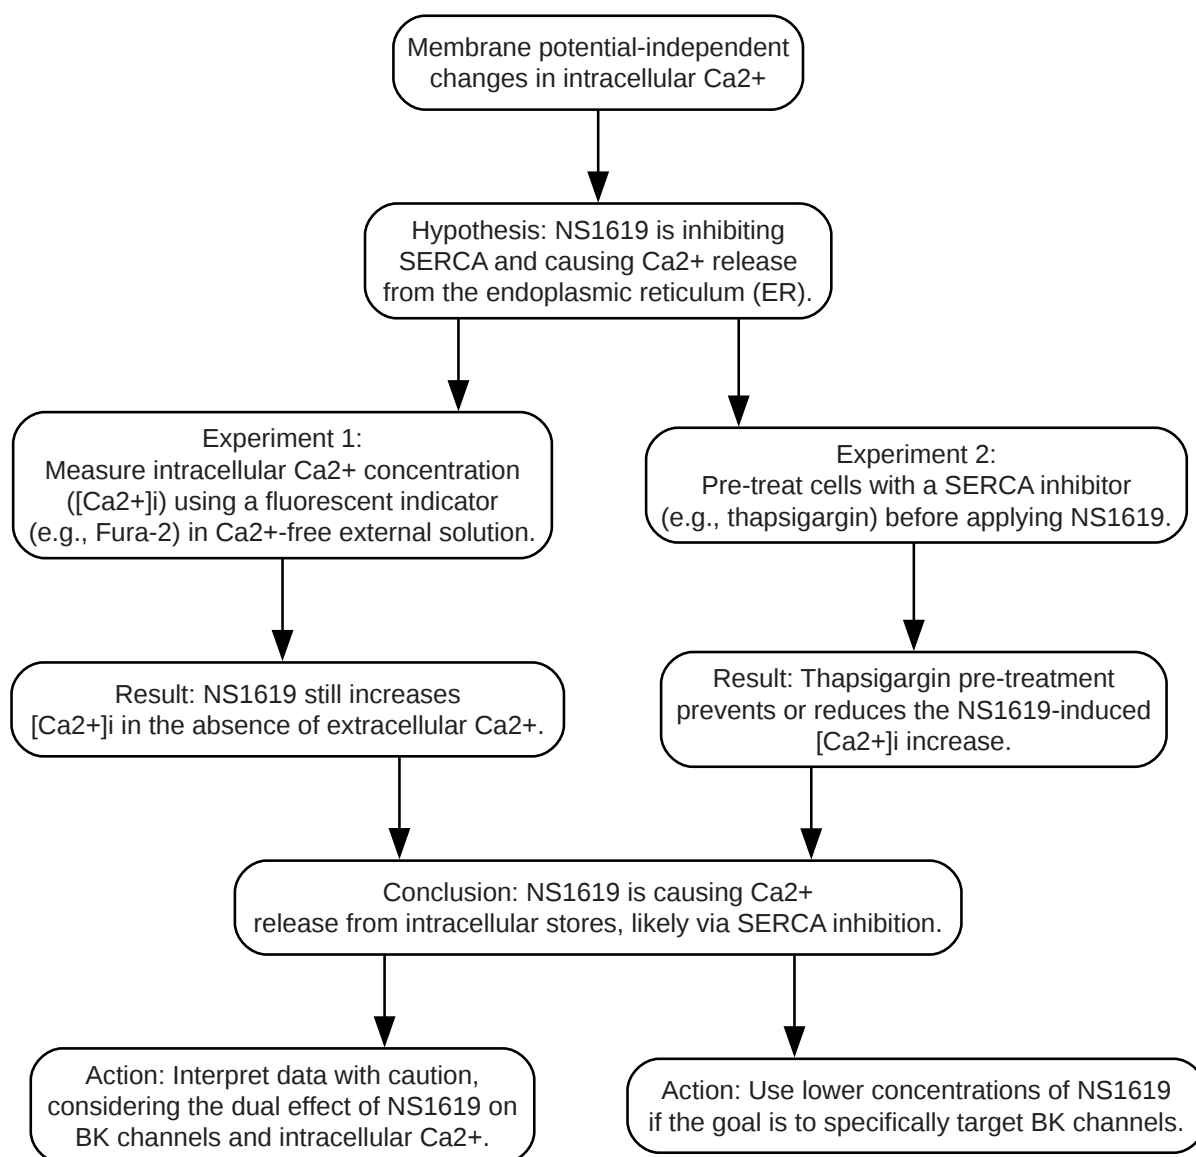 Membrane potential-independent
changes in intracellular Ca2+
Hypothesis: NS1619 is inhibiting
SERCA and causing Ca2+ release
from the endoplasmic reticulum (ER).
Experiment 1:
Measure intracellular Ca2+ concentration
([Ca2+]i) using a fluorescent indicator
(e.g., Fura-2) in Ca2+-free external solution.
Experiment 2:
Pre-treat cells with a SERCA inhibitor
(e.g., thapsigargin) before applying NS1619.
Result: NS1619 still increases
[Ca2+]i in the absence of extracellular Ca2+.
Result: Thapsigargin pre-treatment
prevents or reduces the NS1619-induced
[Ca2+]i increase.
Conclusion: NS1619 is causing Ca2+
release from intracellular stores, likely via SERCA inhibition.
Action: Interpret data with caution,
considering the dual effect of NS1619 on
BK channels and intracellular Ca2+.
Action: Use lower concentrations of NS1619
if the goal is to specifically target BK channels.